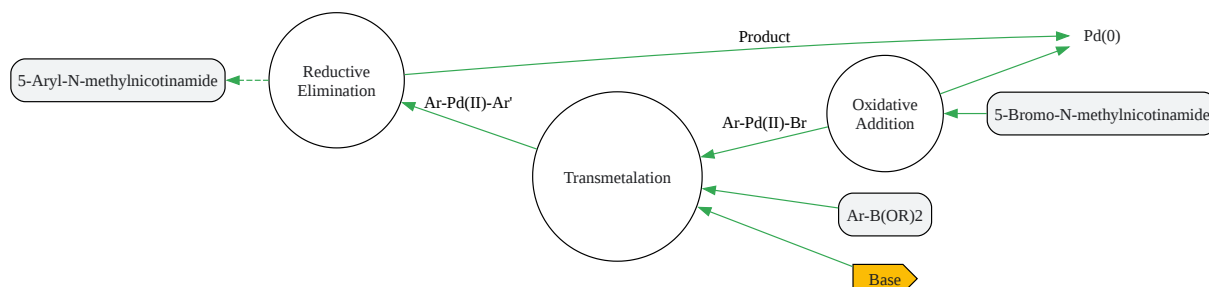 Product
Pd(0)
Reductive
Elimination
5-Aryl-N-methylnicotinamide
Ar-Pd(II)-Ar'
Oxidative
Addition
Ar-Pd(II)-Br
5-Bromo-N-methylnicotinamide
Transmetalation
Ar-B(OR)2
Base